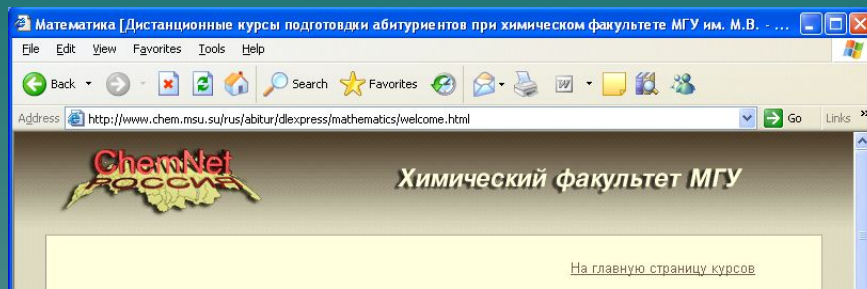 Математика [Дистанционные курсы подготовдки абитуриентов при химическом факультете МГУ им. М.В. - ...
File Edit View Favorites Tools Help
Back Search Favorites
Address http://www.chem.msu.su/rus/abitur/dlexpress/mathematics/welcome.html Go Links »
ChemNet
РОССИЯ
Химический факультет МГУ
На главную страницу курсов